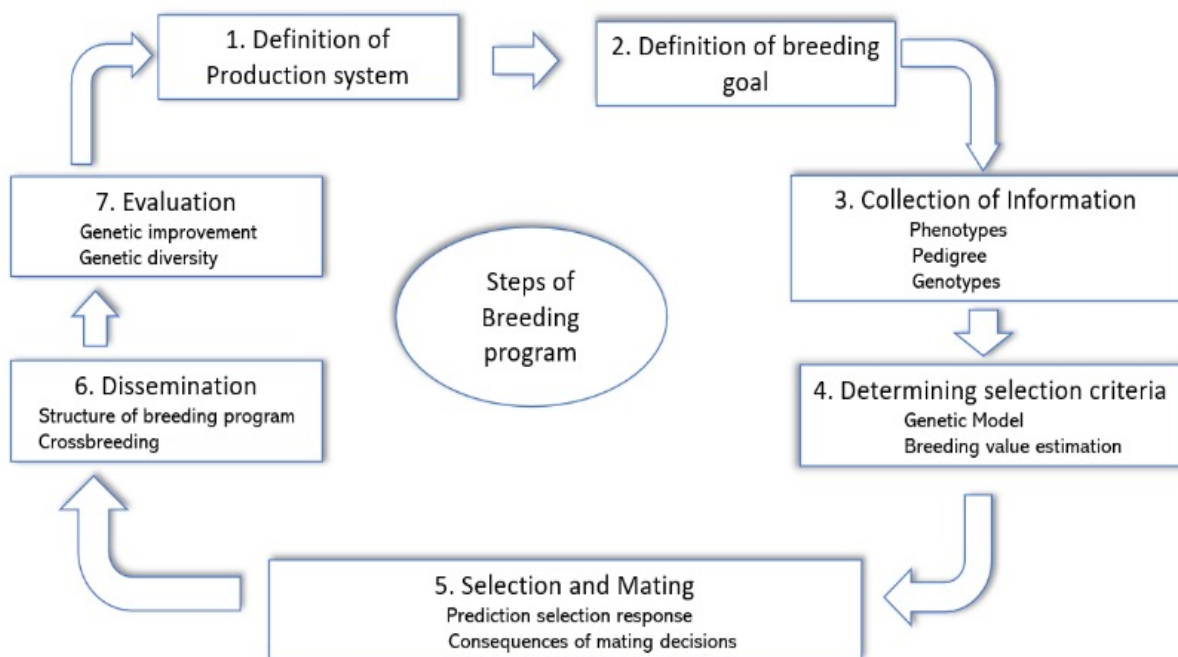 1. Definition of
Production system
2. Definition of breeding
goal
3. Collection of Information
Phenotypes
Pedigree
Genotypes
4. Determining selection criteria
Genetic Model
Breeding value estimation
5. Selection and Mating
Prediction selection response
Consequences of mating decisions
6. Dissemination
Structure of breeding program
Crossbreeding
7. Evaluation
Genetic improvement
Genetic diversity
Steps of
Breeding
program